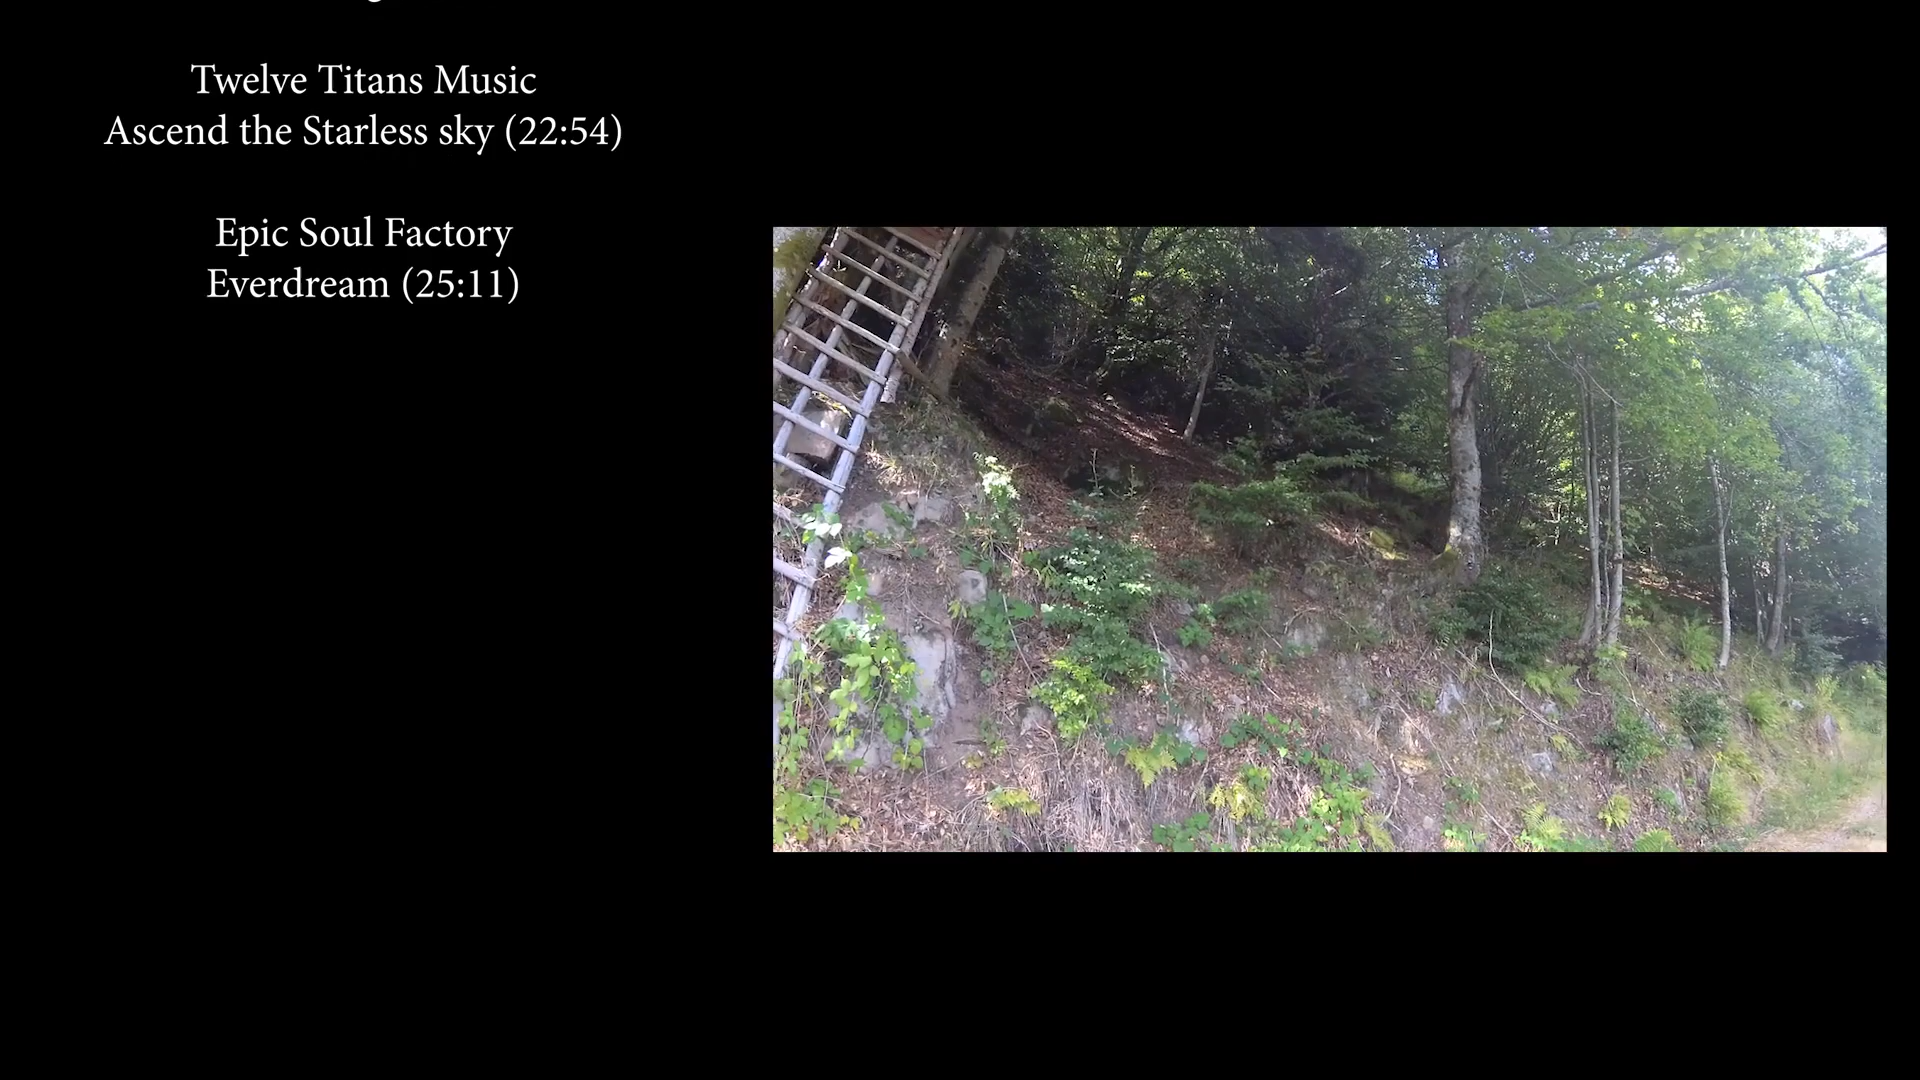 Twelve Titans Music
Ascend the Starless sky (22:54)
Epic Soul Factory
Everdream (25:11)